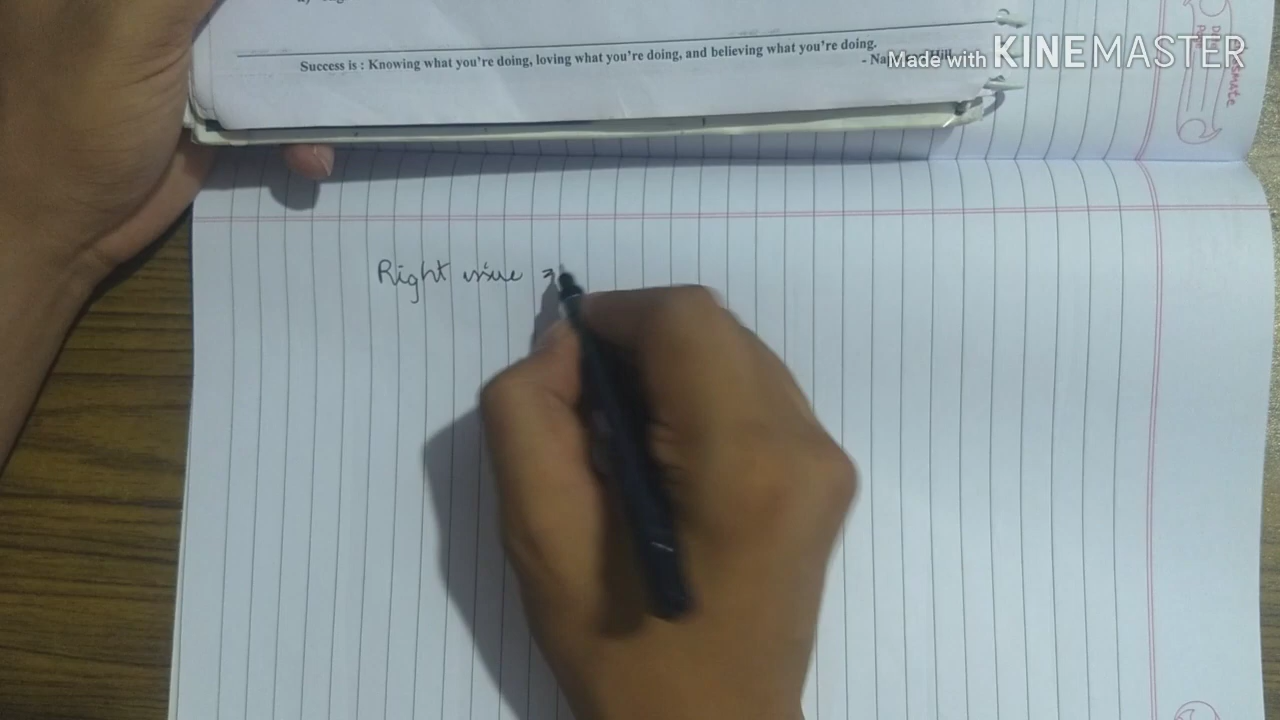 Success is : Knowing what you're doing, loving what you're doing, and believing what you're doing.
Made with KINEMASTER
Right issue ⇒